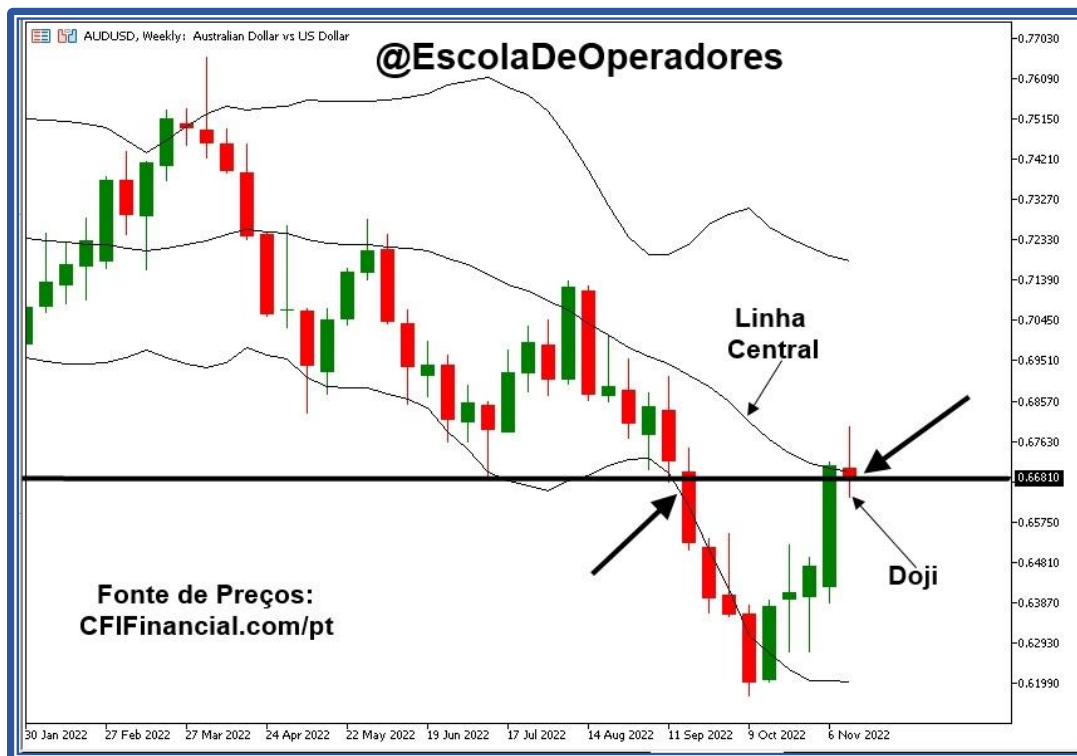 AUDUSD, Weekly: Australian Dollar vs US Dollar
@EscolaDeOperadores
0.77030
0.76090
0.75150
0.74210
0.73270
0.72330
0.71390
0.70450
0.69510
0.68570
0.67630
0.66810
0.65750
0.64810
0.63870
0.62930
0.61990
Linha
Central
Doji
Fonte de Preços:
CFIFinancial.com/pt
30 Jan 2022 27 Feb 2022 27 Mar 2022 24 Apr 2022 22 May 2022 19 Jun 2022 17 Jul 2022 14 Aug 2022 11 Sep 2022 9 Oct 2022 6 Nov 2022